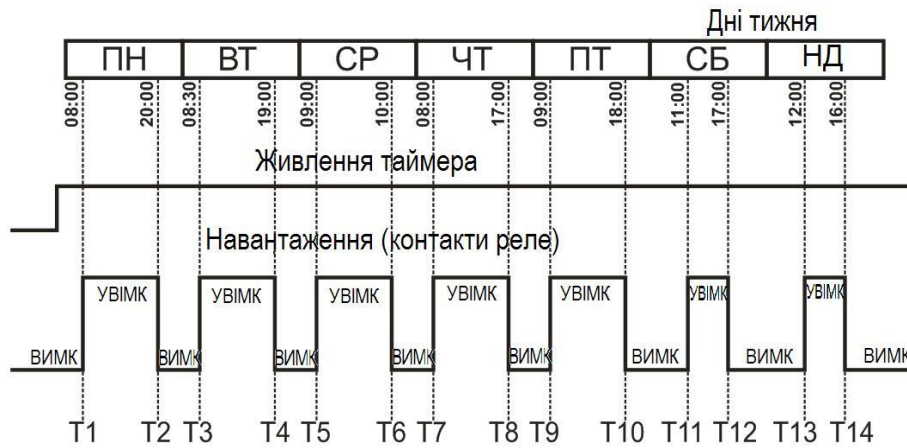 Дні тижня
ПН ВТ СР ЧТ ПТ СБ НД
08:00 20:00 08:30 19:00 09:00 10:00 08:00 17:00 09:00 18:00 11:00 17:00 12:00 16:00
Живлення таймера
Навантаження (контакти реле)
УВІМК УВІМК УВІМК УВІМК УВІМК УВІМК УВІМК
ВИМК ВИМК ВИМК ВИМК ВИМК ВИМК ВИМК ВИМК
T1 T2 T3 T4 T5 T6 T7 T8 T9 T10 T11 T12 T13 T14